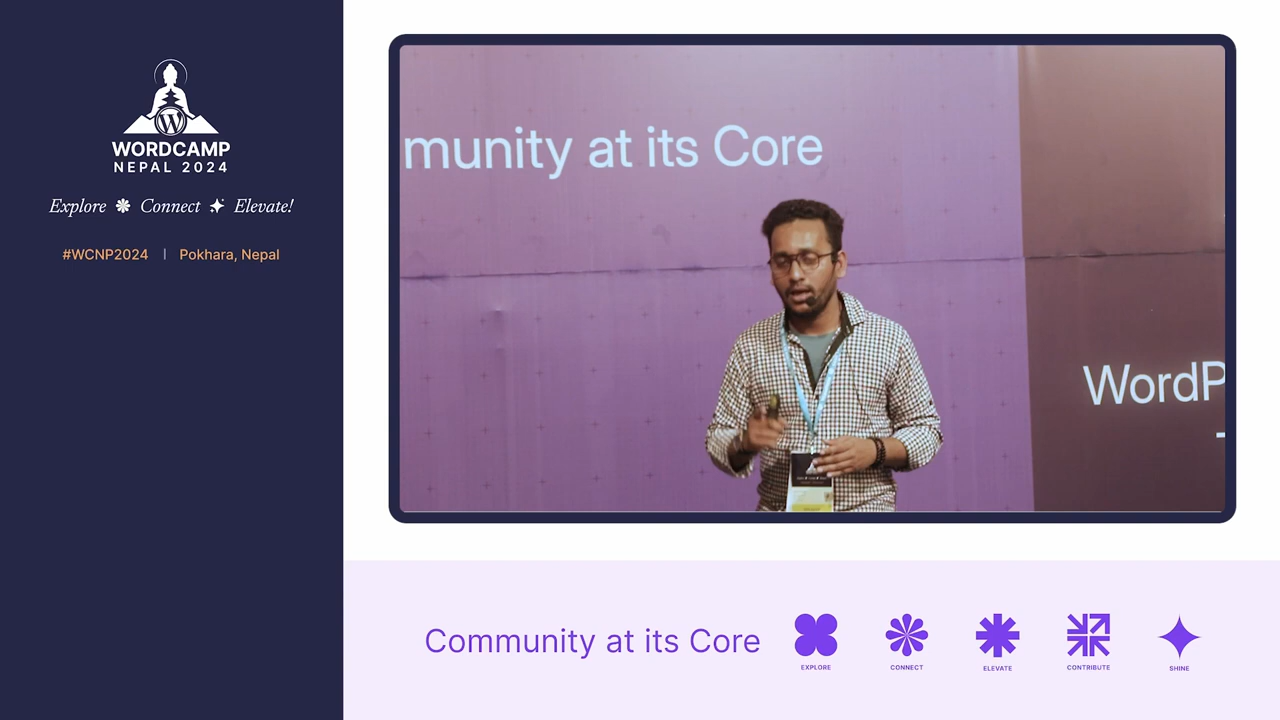 WORDCAMP
NEPAL 2024
Explore Connect Elevate!
#WCNP2024 | Pokhara, Nepal
munity at its Core
WordP
Community at its Core
EXPLORE
CONNECT
ELEVATE
CONTRIBUTE
SHINE